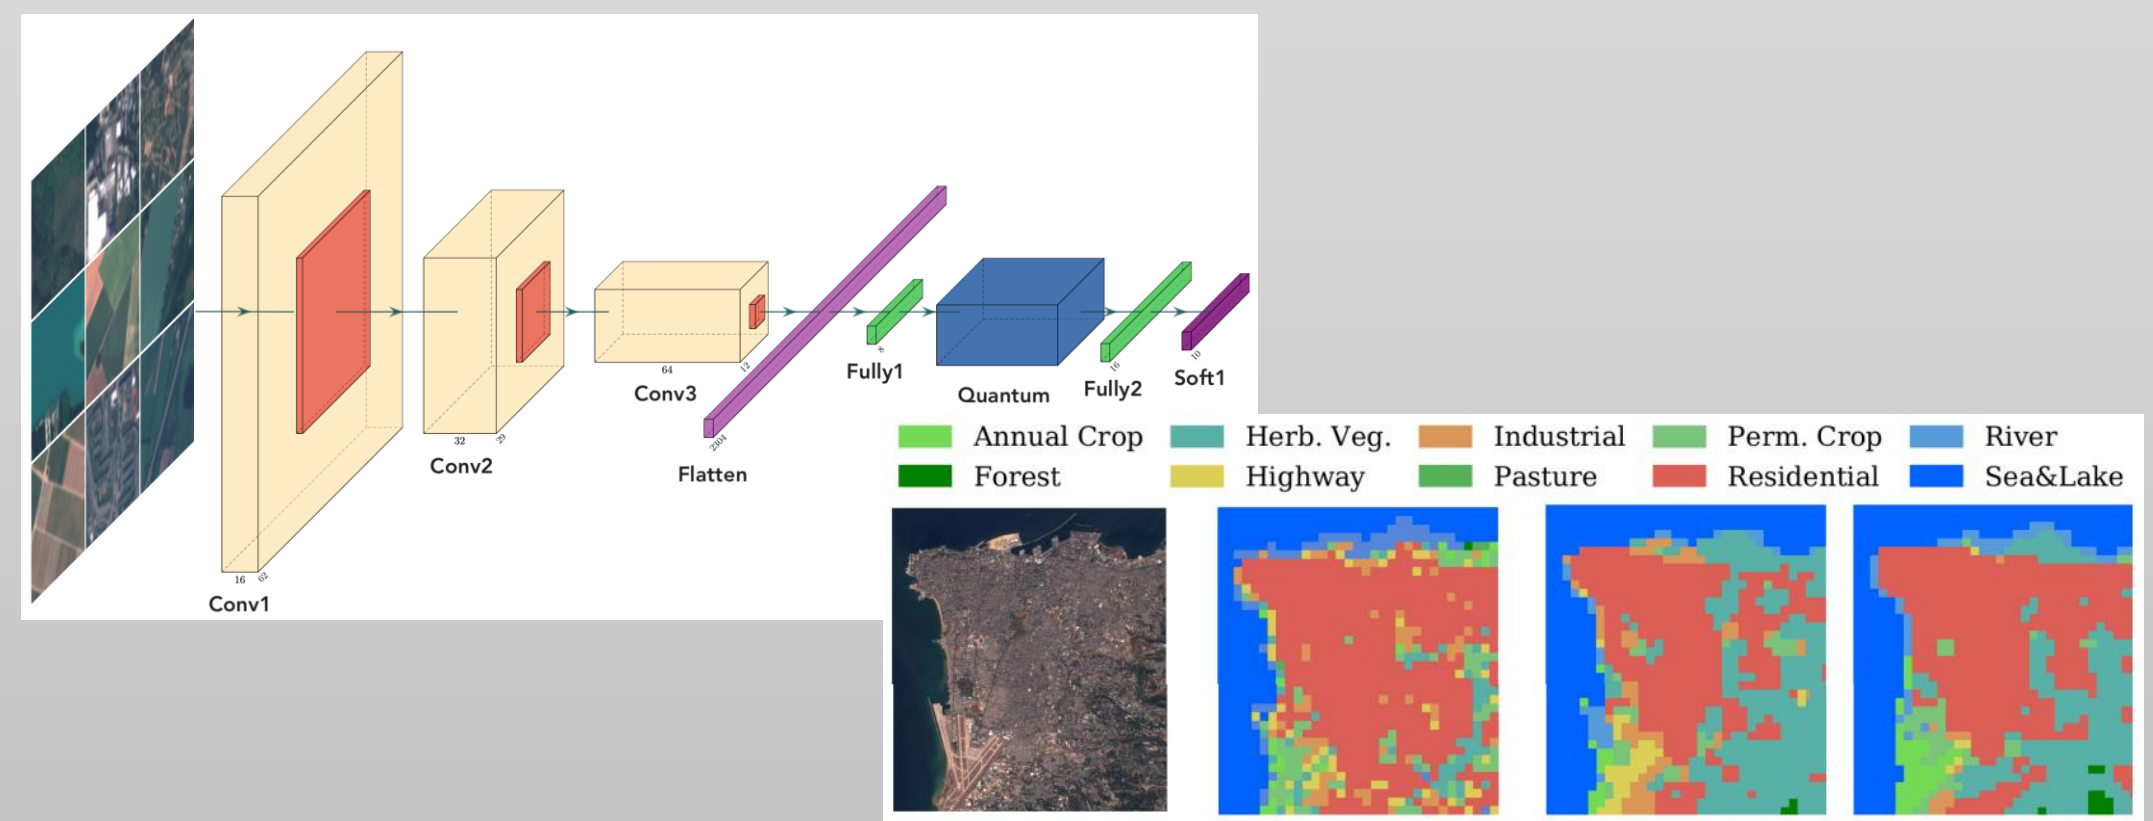 16
62
Conv1
32
29
Conv2
64
12
Conv3
2304
Flatten
8
Fully1
Quantum
16
Fully2
10
Soft1
Annual Crop Herb. Veg. Industrial Perm. Crop River
Forest Highway Pasture Residential Sea&Lake